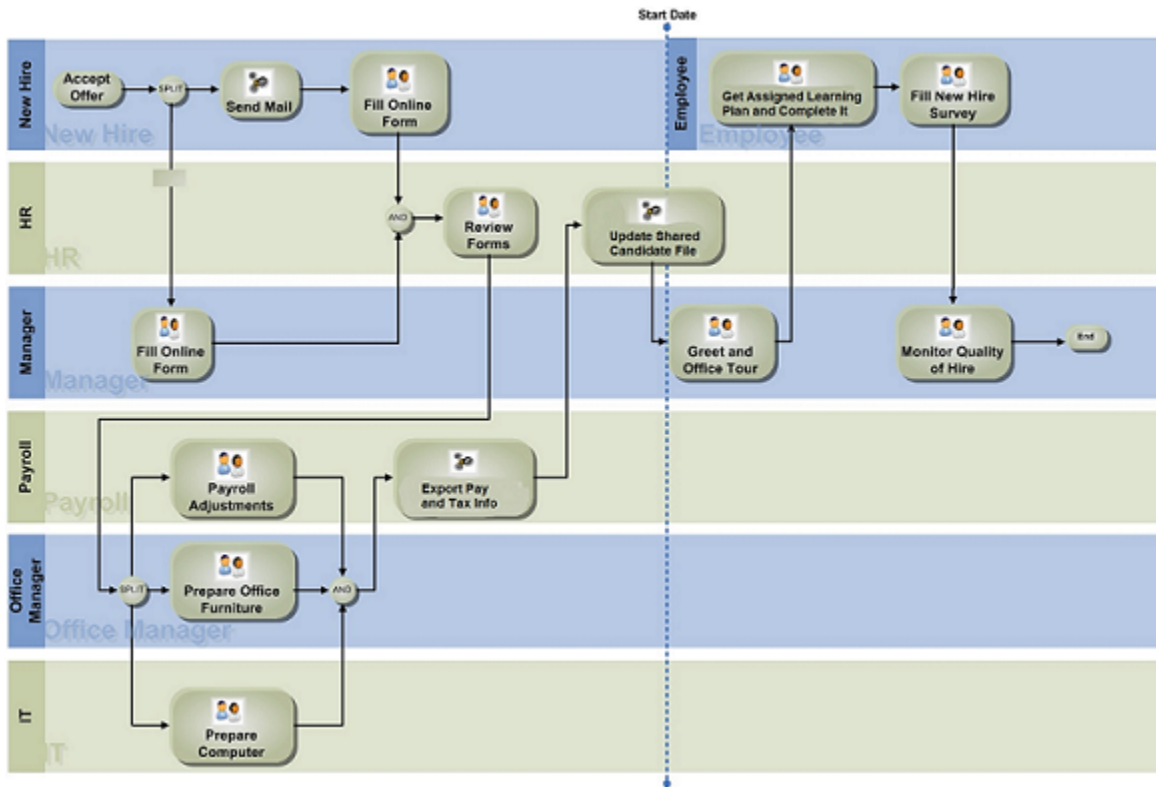 Start Date
New Hire
Accept
Offer
SPLIT
Send Mail
Fill Online
Form
New Hire
Employee
Get Assigned Learning
Plan and Complete It
Fill New Hire
Survey
Employee
HR
AND
Review
Forms
Update Shared
Candidate File
HR
Manager
Fill Online
Form
Greet and
Office Tour
Monitor Quality
of Hire
End
Manager
Payroll
Payroll
Adjustments
Export Pay
and Tax Info
Payroll
Office
Manager
SPLIT
Prepare Office
Furniture
AND
Office Manager
IT
Prepare
Computer
IT